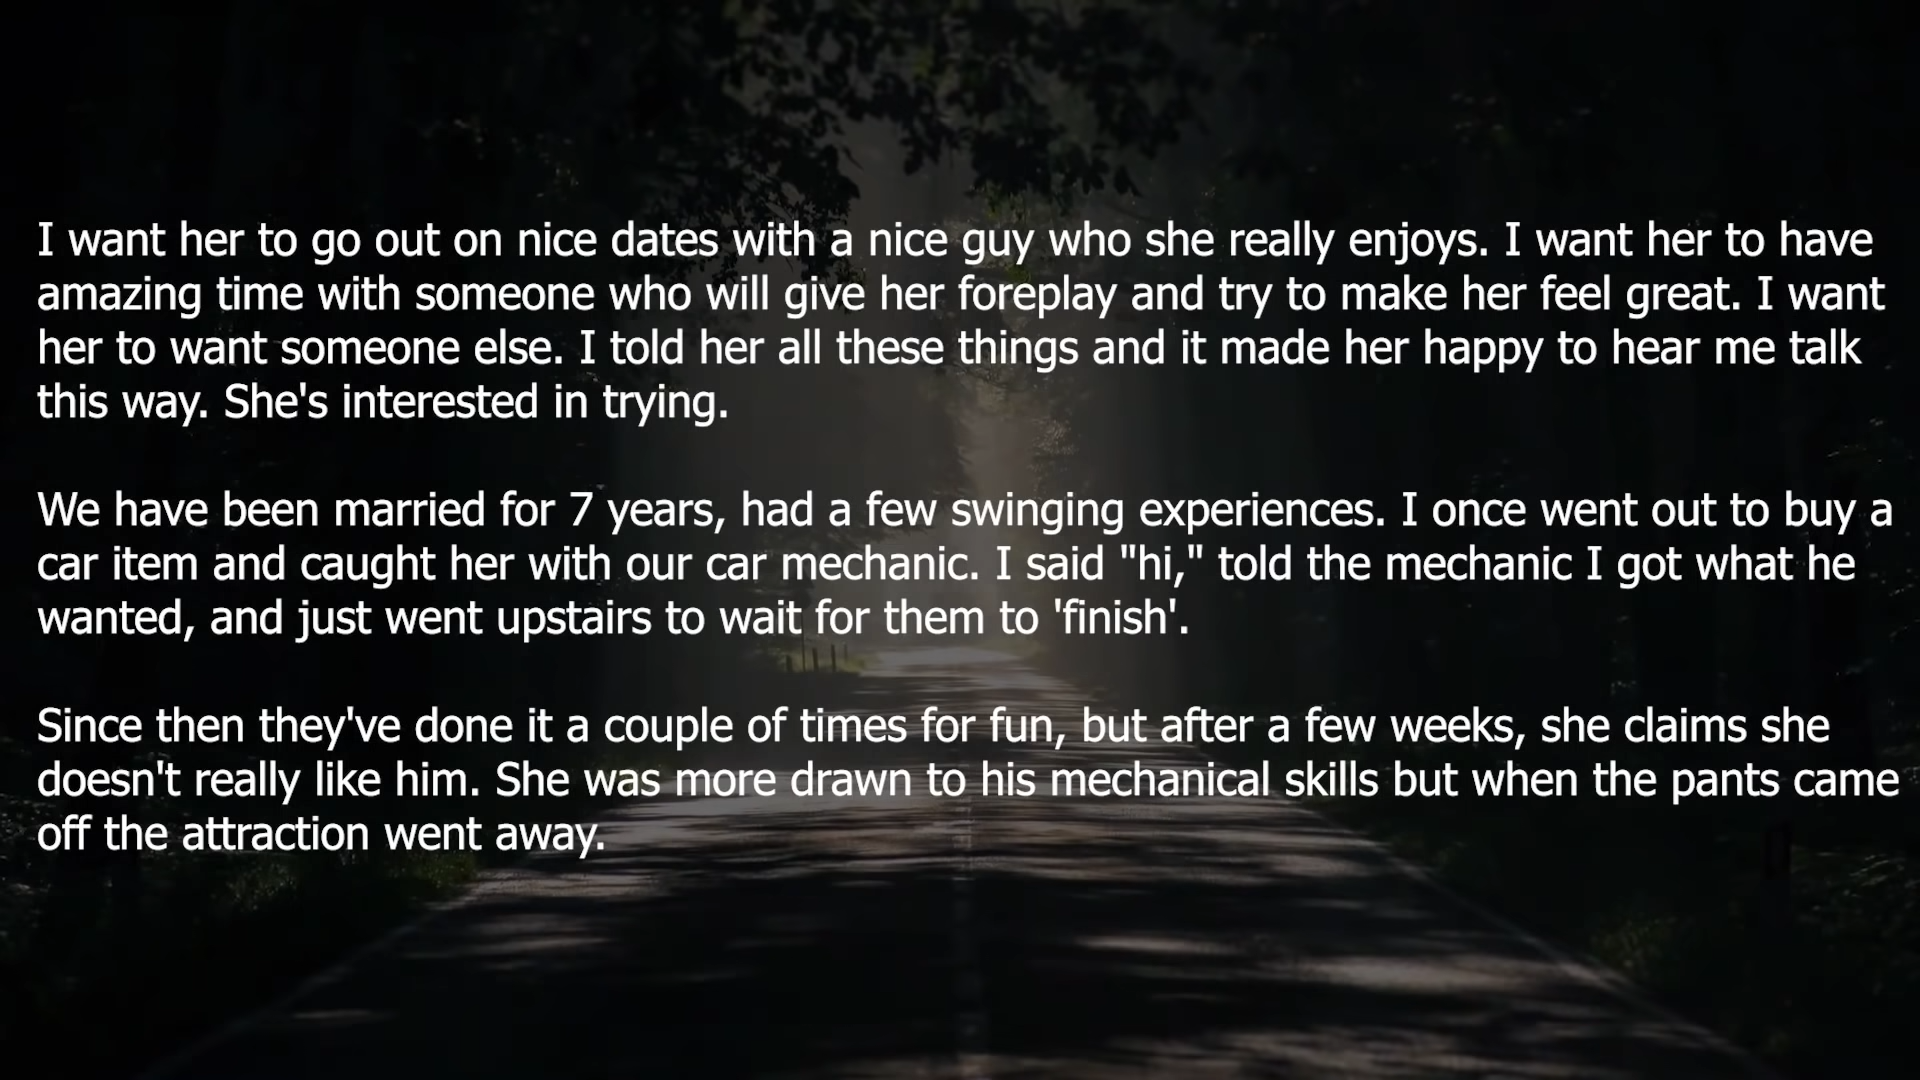 I want her to go out on nice dates with a nice guy who she really enjoys. I want her to have
amazing time with someone who will give her foreplay and try to make her feel great. I want
her to want someone else. I told her all these things and it made her happy to hear me talk
this way. She's interested in trying.
We have been married for 7 years, had a few swinging experiences. I once went out to buy a
car item and caught her with our car mechanic. I said "hi," told the mechanic I got what he
wanted, and just went upstairs to wait for them to 'finish'.
Since then they've done it a couple of times for fun, but after a few weeks, she claims she
doesn't really like him. She was more drawn to his mechanical skills but when the pants came
off the attraction went away.